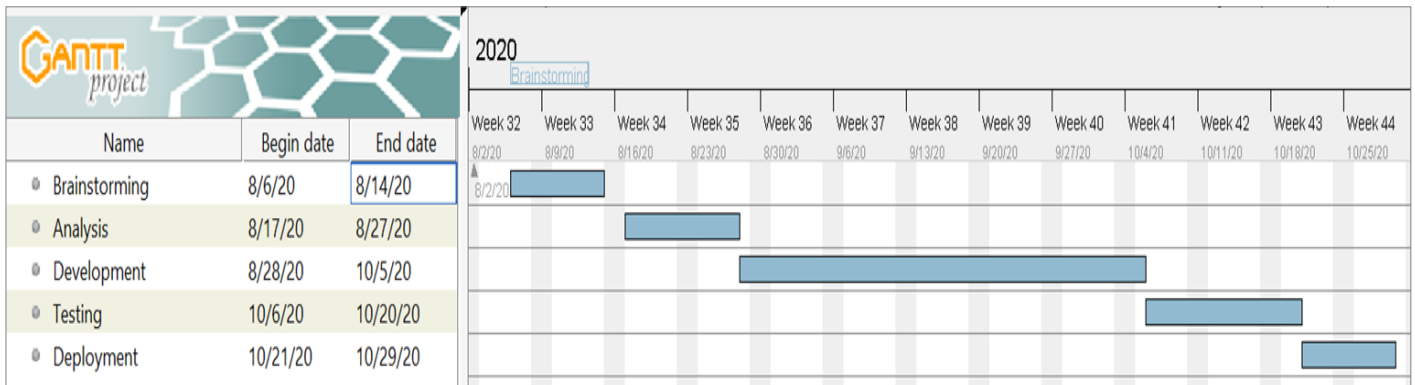 GANTT
project
2020
Brainstorming
Week 32 Week 33 Week 34 Week 35 Week 36 Week 37 Week 38 Week 39 Week 40 Week 41 Week 42 Week 43 Week 44
Name Begin date End date
8/2/20 8/9/20 8/16/20 8/23/20 8/30/20 9/6/20 9/13/20 9/20/20 9/27/20 10/4/20 10/11/20 10/18/20 10/25/20
Brainstorming 8/6/20 8/14/20
8/2/20
Analysis 8/17/20 8/27/20
Development 8/28/20 10/5/20
Testing 10/6/20 10/20/20
Deployment 10/21/20 10/29/20